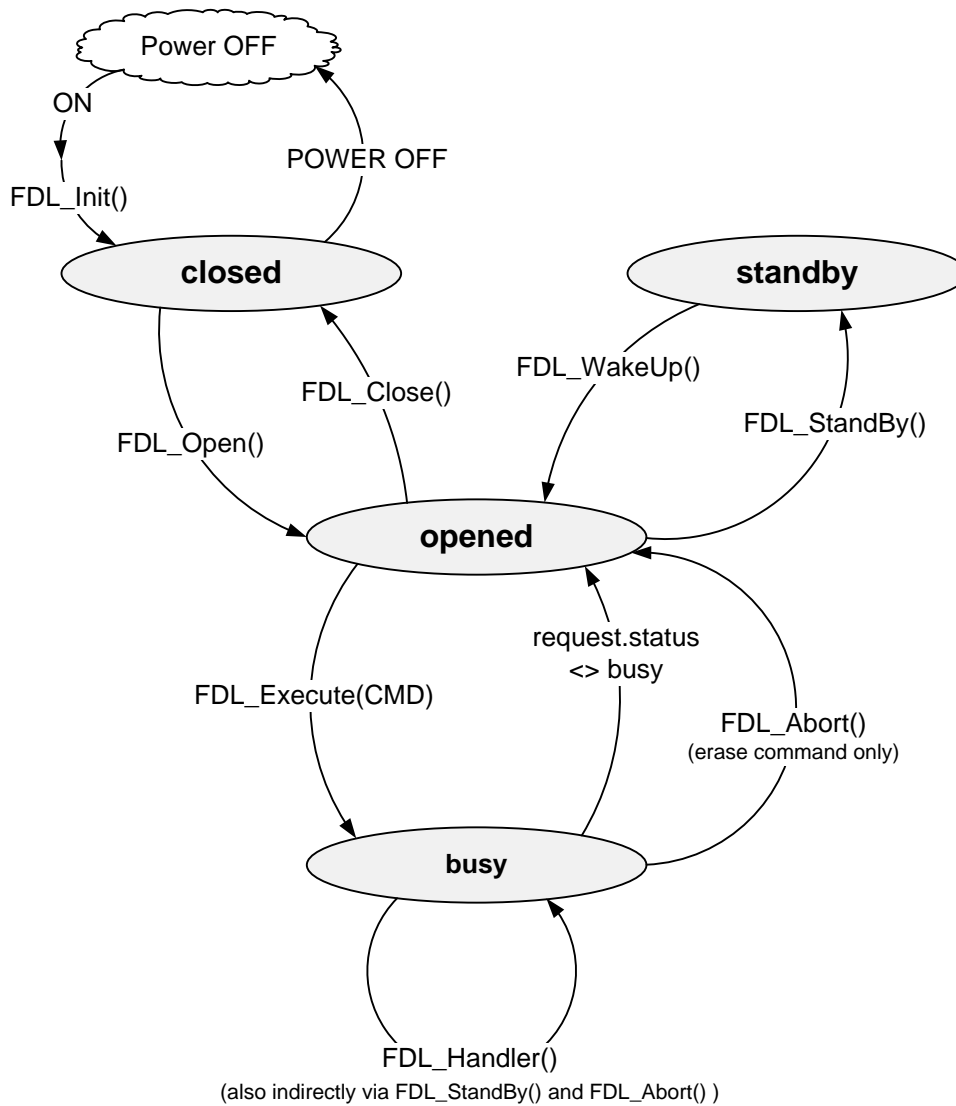 Power OFF
ON
POWER OFF
FDL_Init()
closed
standby
FDL_WakeUp()
FDL_Close()
FDL_StandBy()
FDL_Open()
opened
request.status
<> busy
FDL_Execute(CMD)
FDL_Abort()
(erase command only)
busy
FDL_Handler()
(also indirectly via FDL_StandBy() and FDL_Abort() )